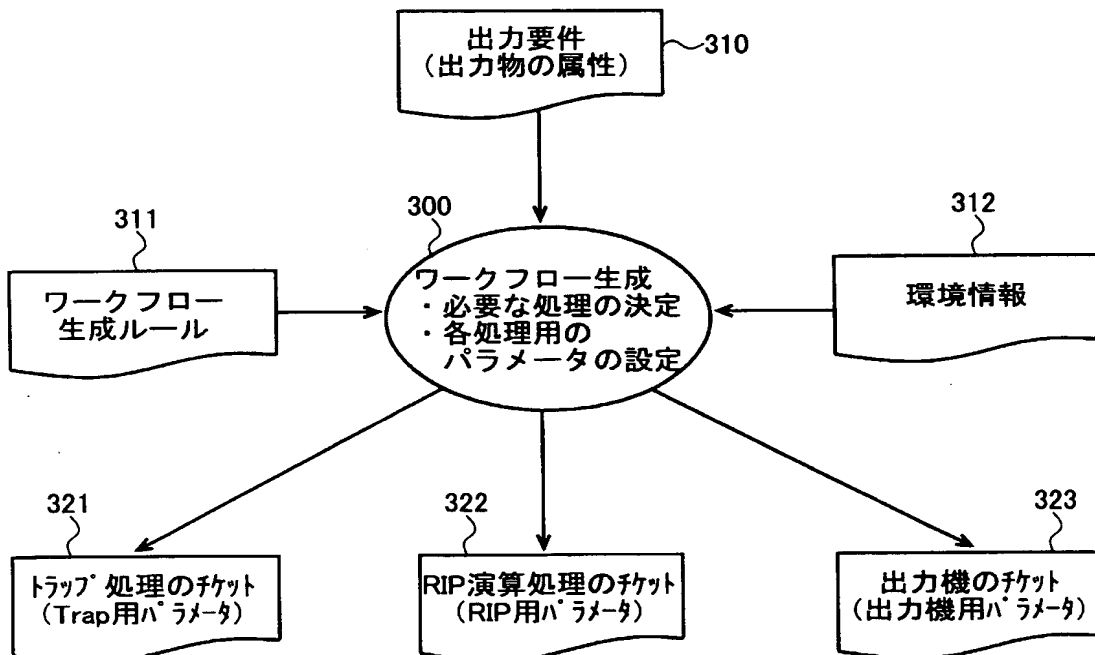 出力要件
(出力物の属性)
310
311
300
312
ワークフロー
生成ルール
ワークフロー生成
・必要な処理の決定
・各処理用の
パラメータの設定
環境情報
321
322
323
トラップ処理のチケット
(Trap用パラメータ)
RIP演算処理のチケット
(RIP用パラメータ)
出力機のチケット
(出力機用パラメータ)